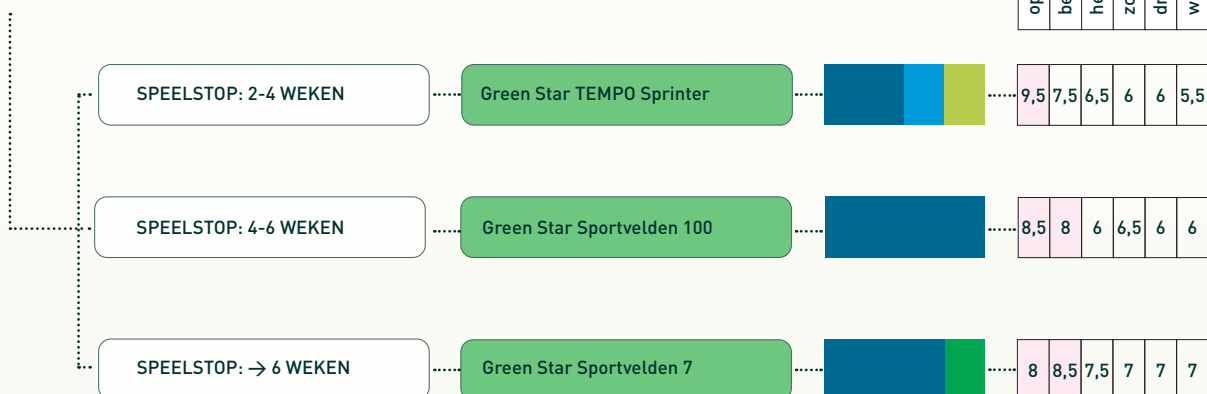 SPEELSTOP: 2-4 WEKEN Green Star TEMPO Sprinter 9,5 7,5 6,5 6 6 5,5
SPEELSTOP: 4-6 WEKEN Green Star Sportvelden 100 8,5 8 6 6,5 6 6
SPEELSTOP: → 6 WEKEN Green Star Sportvelden 7 8 8,5 7,5 7 7 7